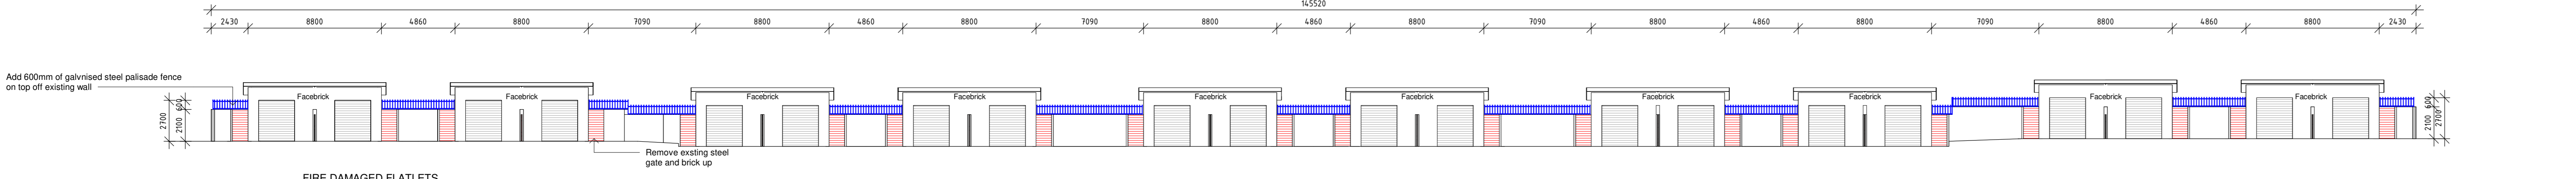 145520
2430 8800 4860 8800 7090 8800 4860 8800 7090 8800 4860 8800 7090 8800 4860 8800 7090 8800 4860 8800 2430
Add 600mm of galvnised steel palisade fence
on top off existing wall
Facebrick Facebrick Facebrick Facebrick Facebrick Facebrick Facebrick Facebrick Facebrick Facebrick
2700 2100 600
600 2100 2700
Remove exsting steel
gate and brick up
FIRE DAMAGED FLATLETS